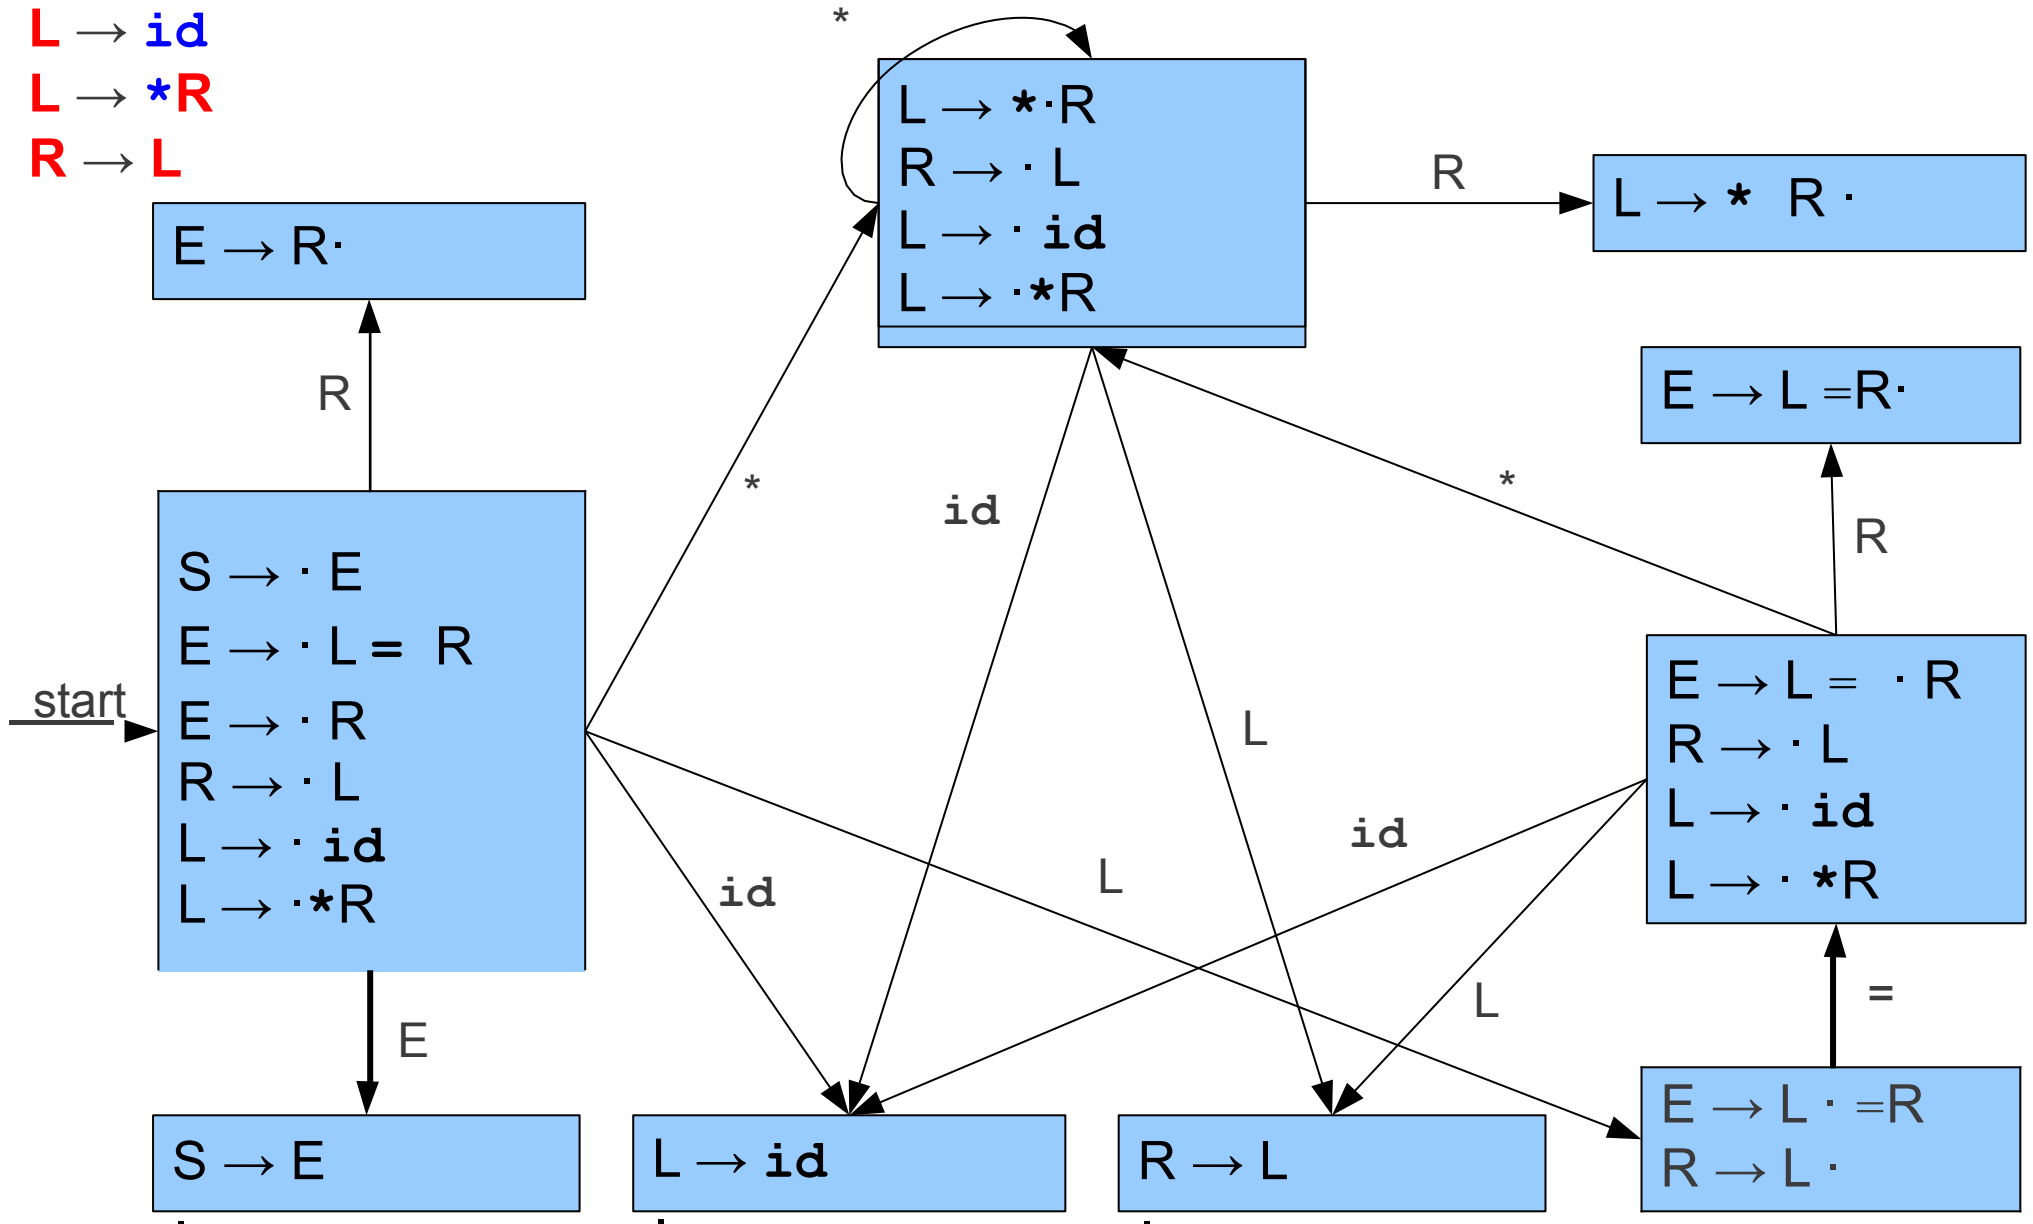 L → id
L → *R
R → L
*
L → *·R
R → · L
L → · id
L → ·*R
R
L → * R ·
E → R·
R
E → L =R·
R
*
*
id
S → · E
E → · L = R
E → · R
R → · L
L → · id
L → ·*R
start
E → L = · R
R → · L
L → · id
L → · *R
L
id
L
id
L
=
E
S → E
·
L → id
·
R → L
·
E → L · =R
R → L ·